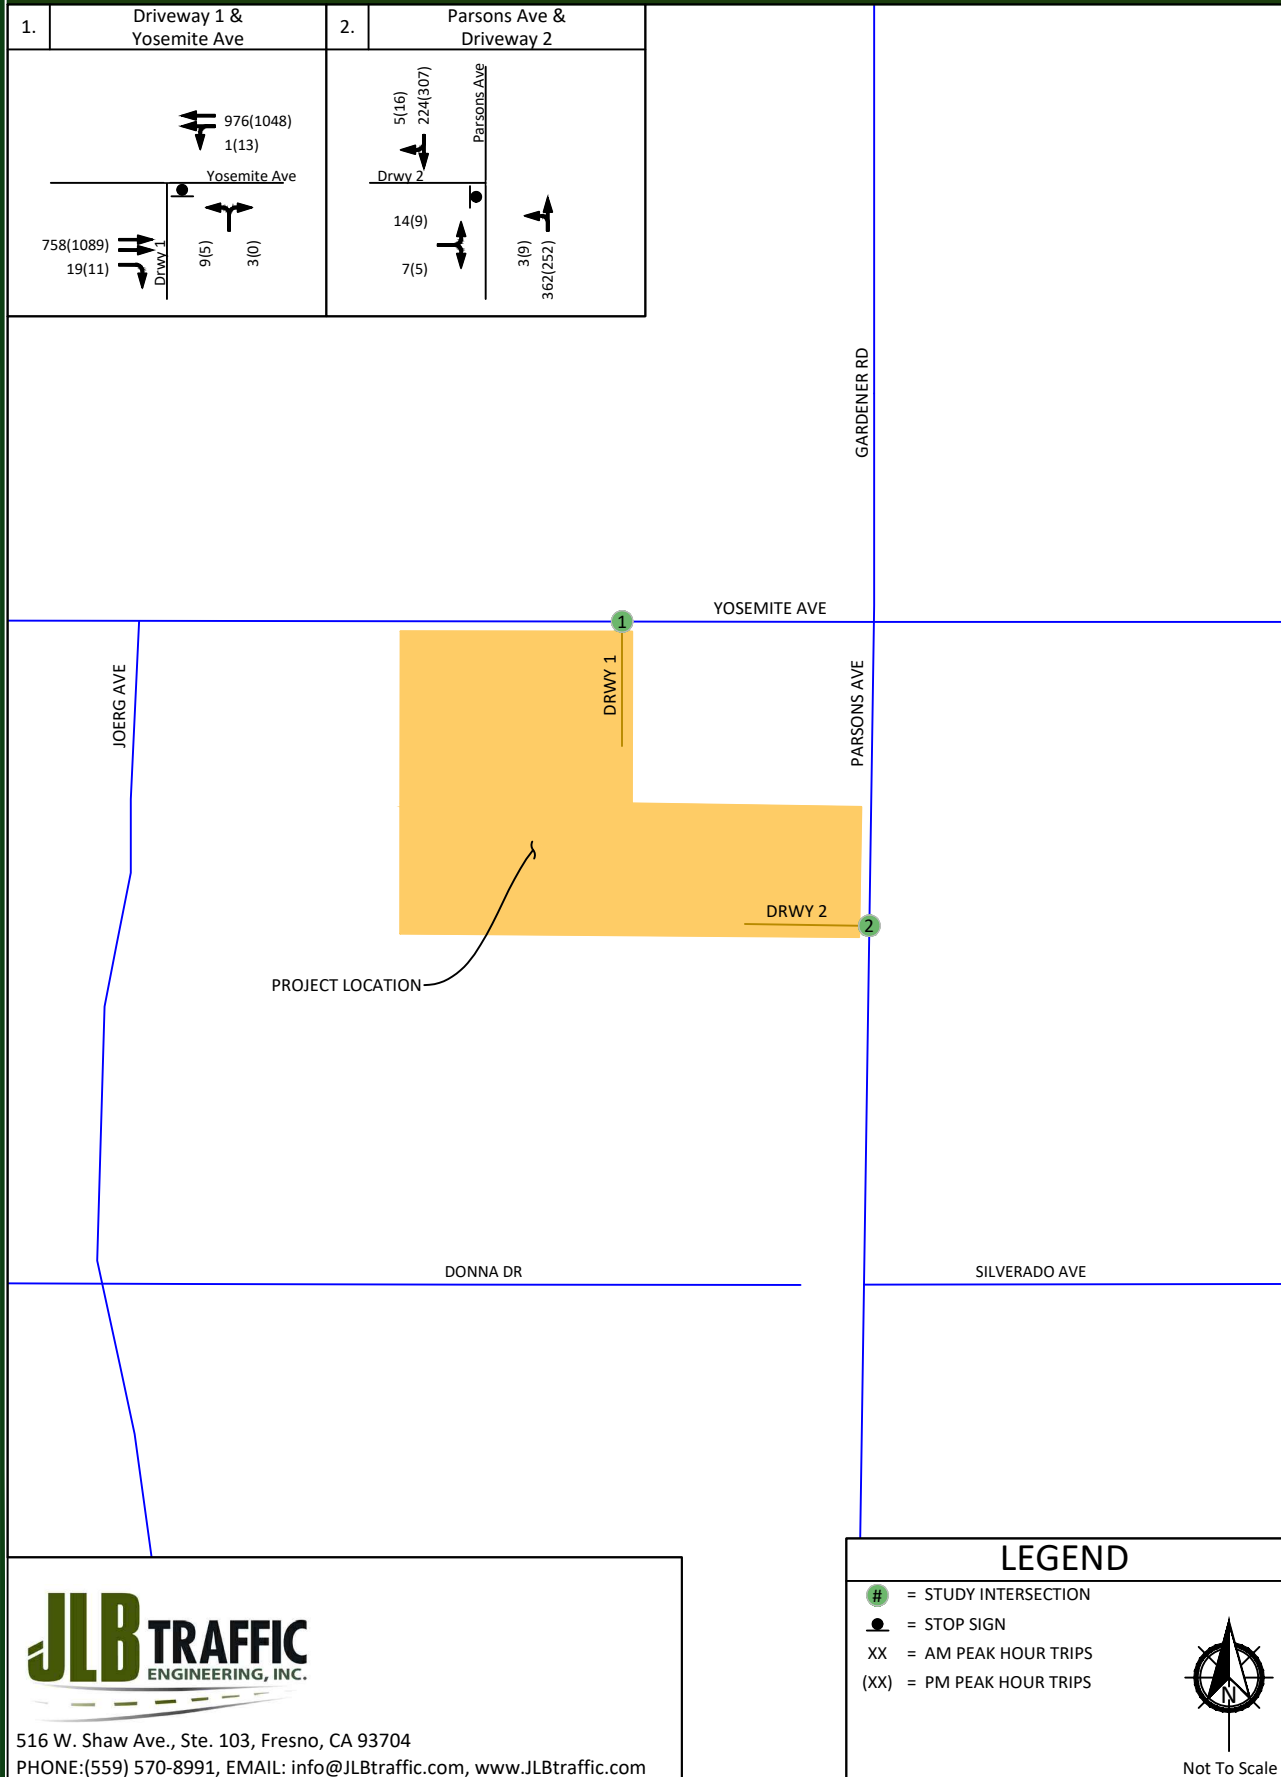 1.
Driveway 1 &
Yosemite Ave
2.
Parsons Ave &
Driveway 2
976(1048)
1(13)
Yosemite Ave
758(1089)
19(11)
Drwy 1
9(5)
3(0)
5(16)
224(307)
Parsons Ave
Drwy 2
14(9)
7(5)
3(9)
362(252)
GARDENER RD
YOSEMITE AVE
1
DRWY 1
JOERG AVE
PARSONS AVE
DRWY 2
2
PROJECT LOCATION
DONNA DR
SILVERADO AVE
LEGEND
# = STUDY INTERSECTION
= STOP SIGN
XX = AM PEAK HOUR TRIPS
(XX) = PM PEAK HOUR TRIPS
N
Not To Scale
JLB TRAFFIC
ENGINEERING, INC.
516 W. Shaw Ave., Ste. 103, Fresno, CA 93704
PHONE:(559) 570-8991, EMAIL: info@JLBtraffic.com, www.JLBtraffic.com